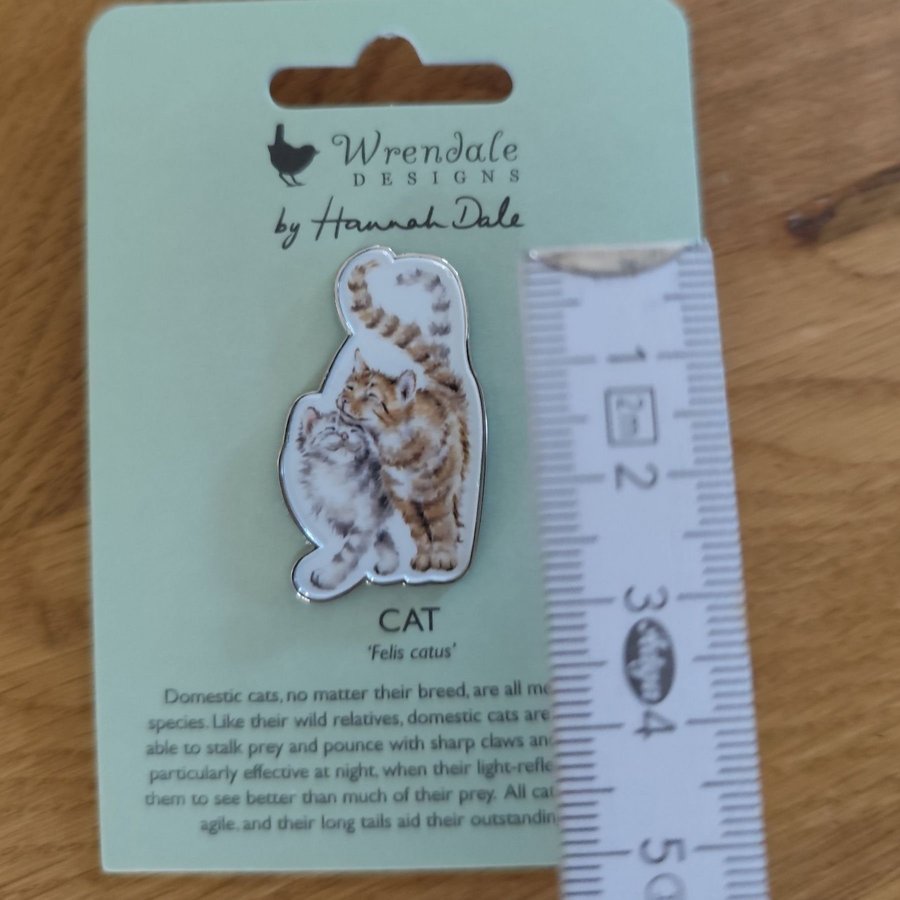 Wrendale
DESIGNS
by Hannah Dale
CAT
'Felis catus'
Domestic cats, no matter their breed, are all
species. Like their wild relatives, domestic cats are
able to stalk prey and pounce with sharp claws
particularly effective at night, when their
them to see better than much of their prey. All
agile, and their long tails aid their
1
2m
2
3
4
5